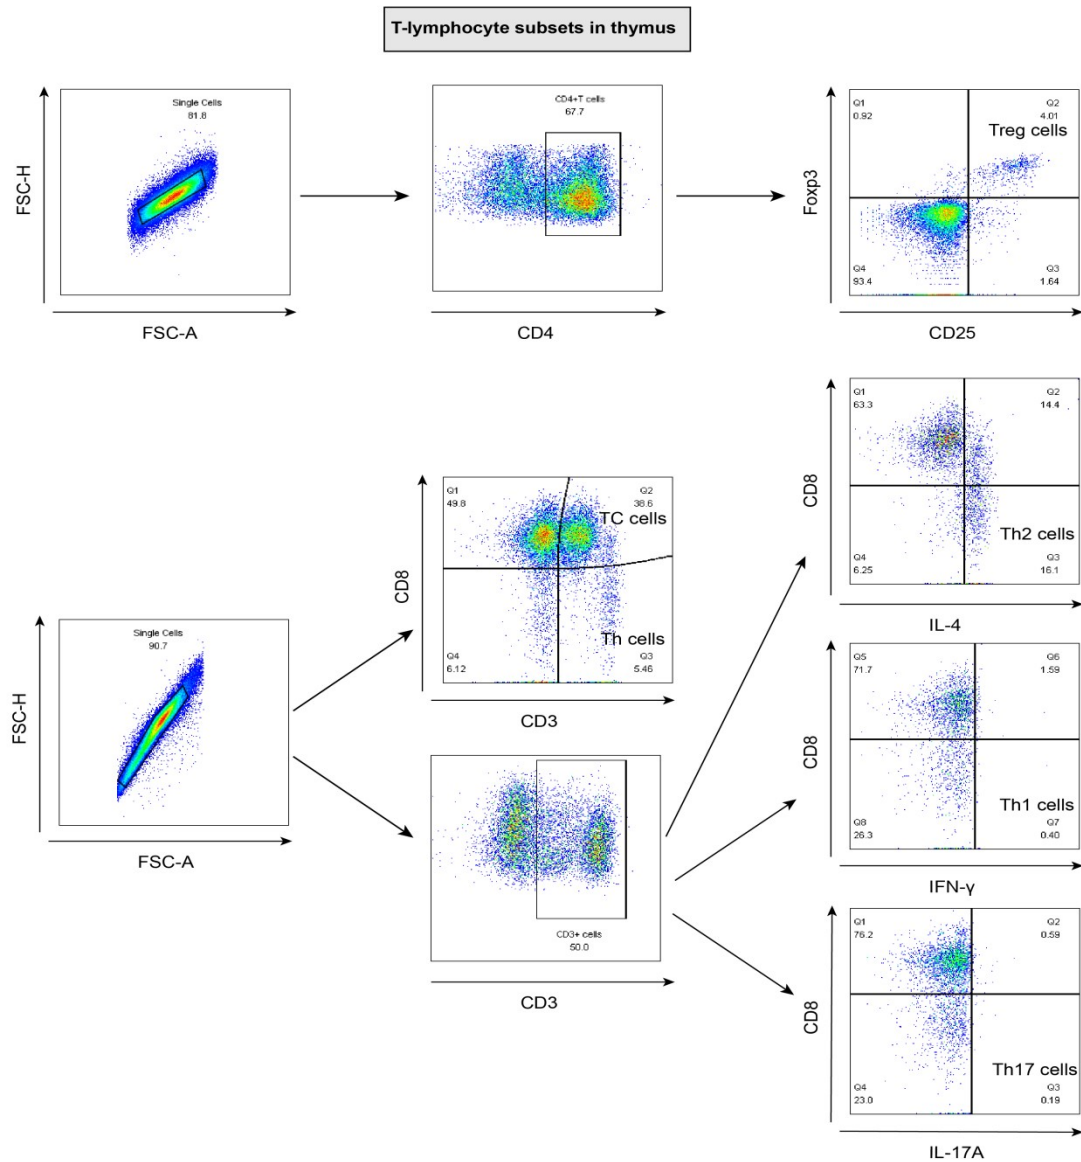 T-lymphocyte subsets in thymus
Single Cells
81.8
FSC-H
FSC-A
CD4+T cells
67.7
CD4
Q1
0.92
Q2
4.01
Treg cells
Foxp3
Q4
93.4
Q3
1.64
CD25
Single Cells
90.7
FSC-H
FSC-A
Q1
49.8
Q2
38.6
TC cells
CD8
Th cells
Q4
6.12
Q3
5.46
CD3
CD3+ cells
50.0
CD3
Q1
63.3
Q2
14.4
CD8
Th2 cells
Q4
6.25
Q3
16.1
IL-4
Q5
71.7
Q6
1.59
CD8
Th1 cells
Q8
26.3
Q7
0.40
IFN-γ
Q1
76.2
Q2
0.59
CD8
Th17 cells
Q4
23.0
Q3
0.19
IL-17A